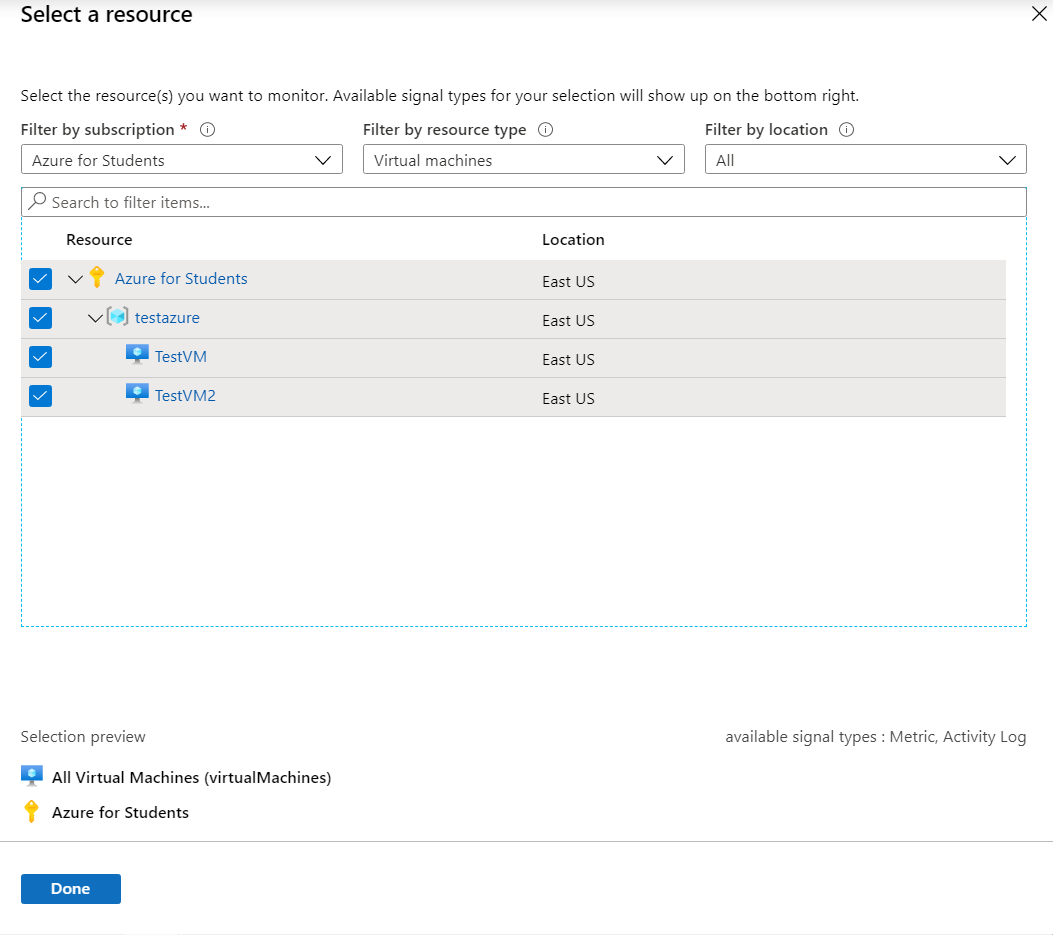 Select a resource
Select the resource(s) you want to monitor. Available signal types for your selection will show up on the bottom right.
Filter by subscription * Filter by resource type Filter by location
Azure for Students Virtual machines All
Search to filter items...
Resource Location
Azure for Students East US
testazure East US
TestVM East US
TestVM2 East US
Selection preview available signal types : Metric, Activity Log
All Virtual Machines (virtualMachines)
Azure for Students
Done